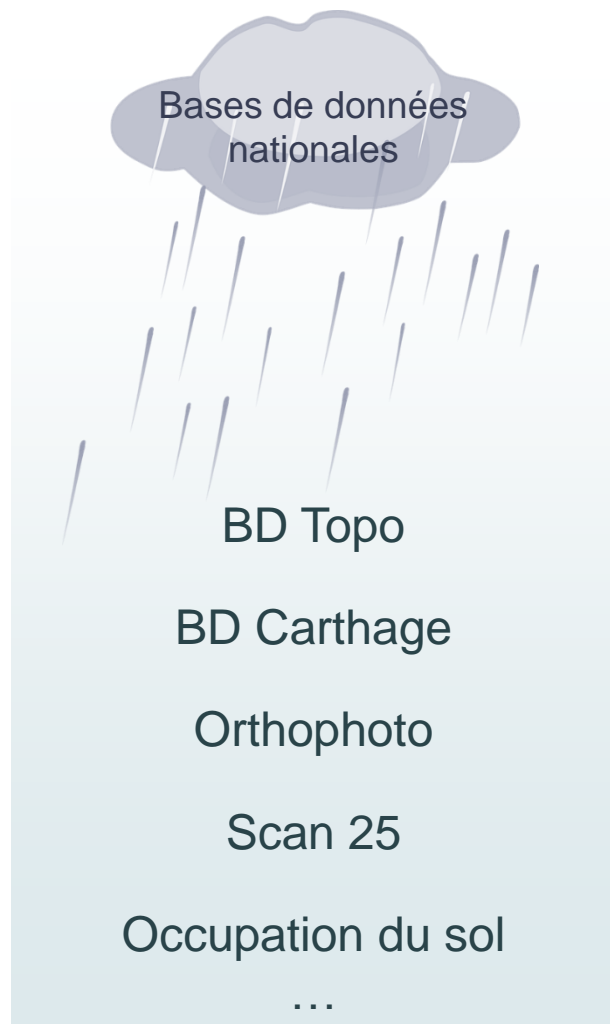 Bases de données
nationales
BD Topo
BD Carthage
Orthophoto
Scan 25
Occupation du sol
…